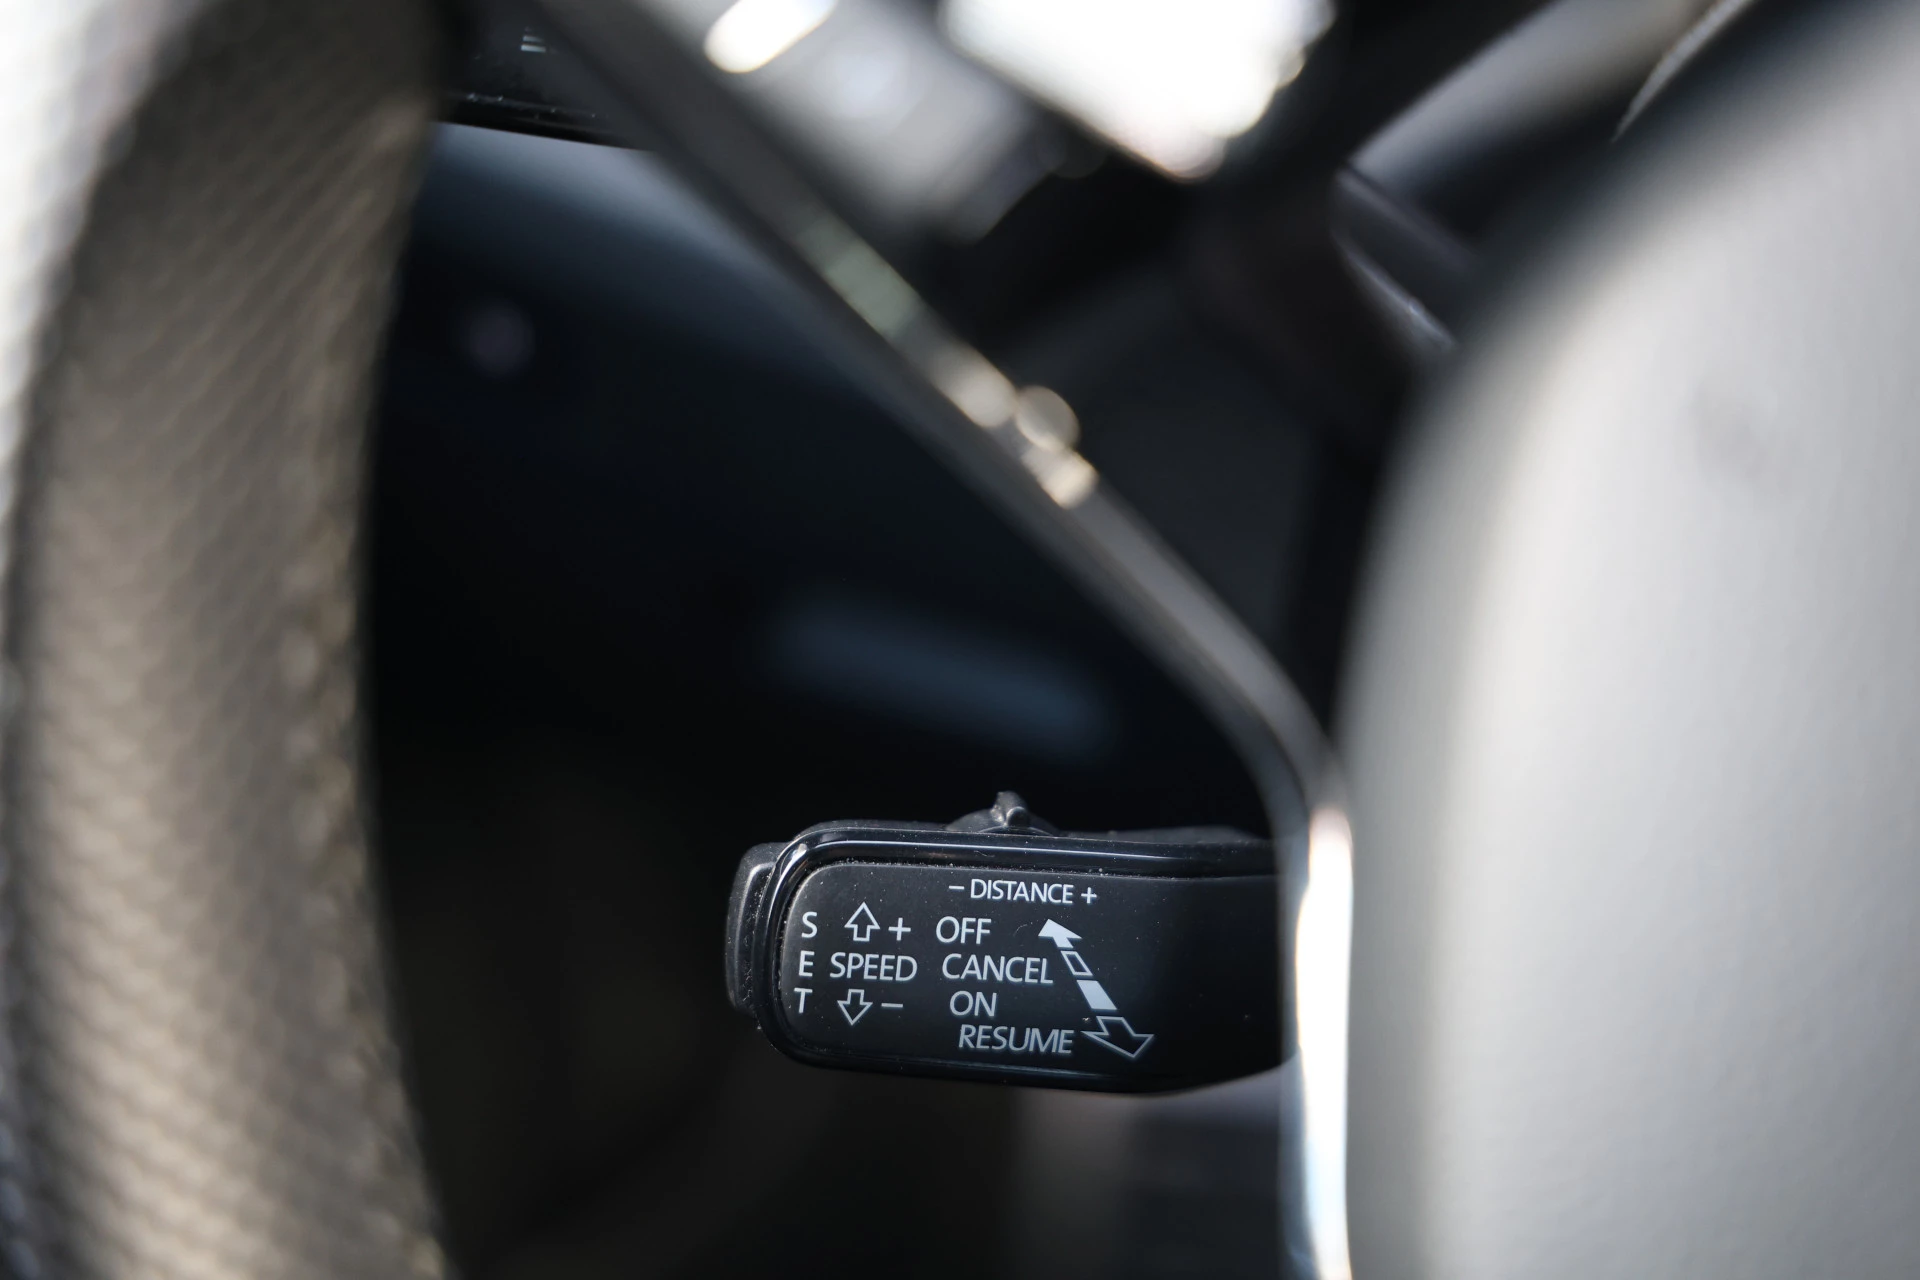 − DISTANCE +
S + OFF
E SPEED CANCEL
T − ON
RESUME